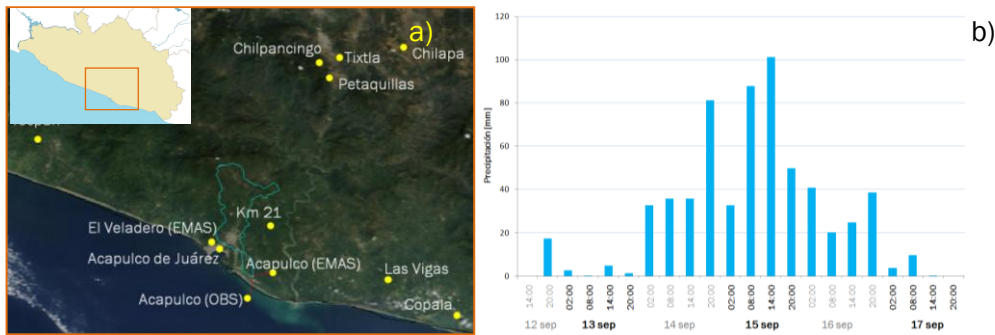 a)
Chilpancingo
Tixtla
Chilapa
Petaquillas
Km 21
El Veladero (EMAS)
Acapulco de Juárez
Acapulco (EMAS)
Las Vigas
Acapulco (OBS)
Copala
b)
Precipitación [mm]
120
100
80
60
40
20
0
14:00 20:00 02:00 08:00 14:00 20:00 02:00 08:00 14:00 20:00 02:00 08:00 14:00 20:00 02:00 08:00 14:00 20:00 02:00 08:00 14:00 20:00
12 sep 13 sep 14 sep 15 sep 16 sep 17 sep